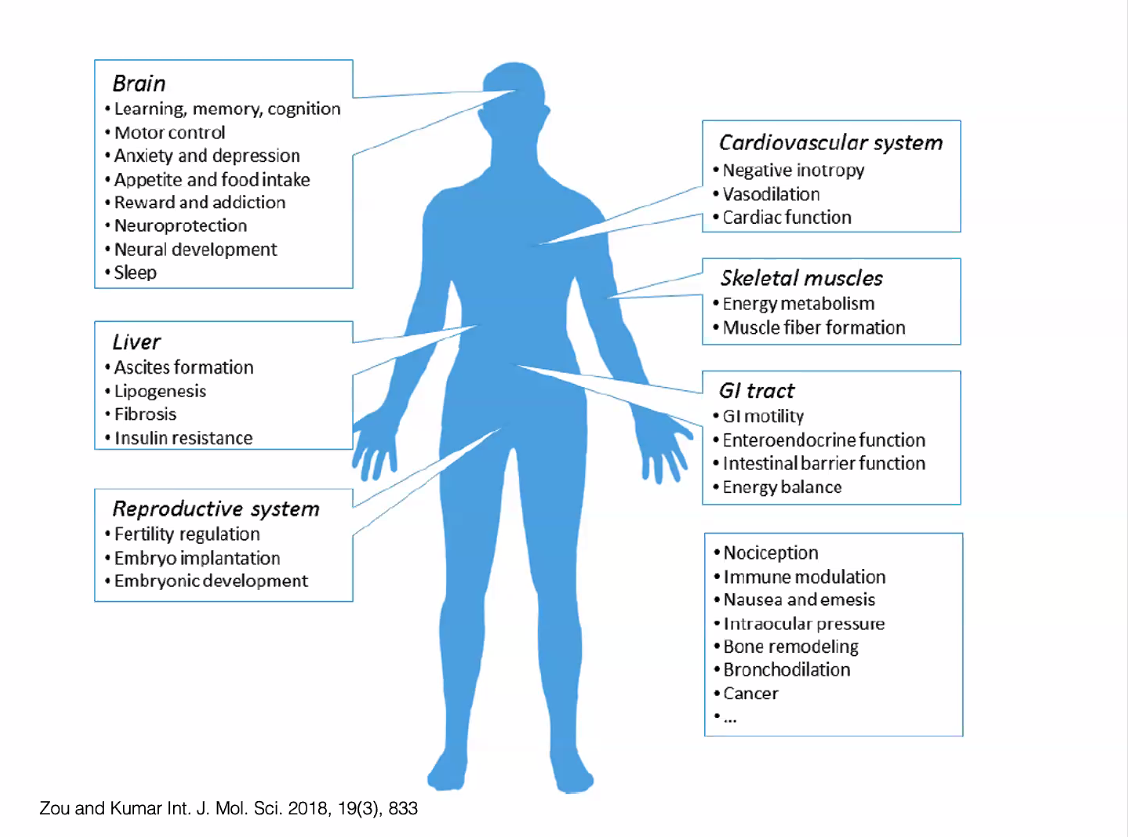 Brain
• Learning, memory, cognition
• Motor control
• Anxiety and depression
• Appetite and food intake
• Reward and addiction
• Neuroprotection
• Neural development
• Sleep
Liver
• Ascites formation
• Lipogenesis
• Fibrosis
• Insulin resistance
Reproductive system
• Fertility regulation
• Embryo implantation
• Embryonic development
Cardiovascular system
• Negative inotropy
• Vasodilation
• Cardiac function
Skeletal muscles
• Energy metabolism
• Muscle fiber formation
GI tract
• GI motility
• Enteroendocrine function
• Intestinal barrier function
• Energy balance
• Nociception
• Immune modulation
• Nausea and emesis
• Intraocular pressure
• Bone remodeling
• Bronchodilation
• Cancer
• ...
Zou and Kumar Int. J. Mol. Sci. 2018, 19(3), 833